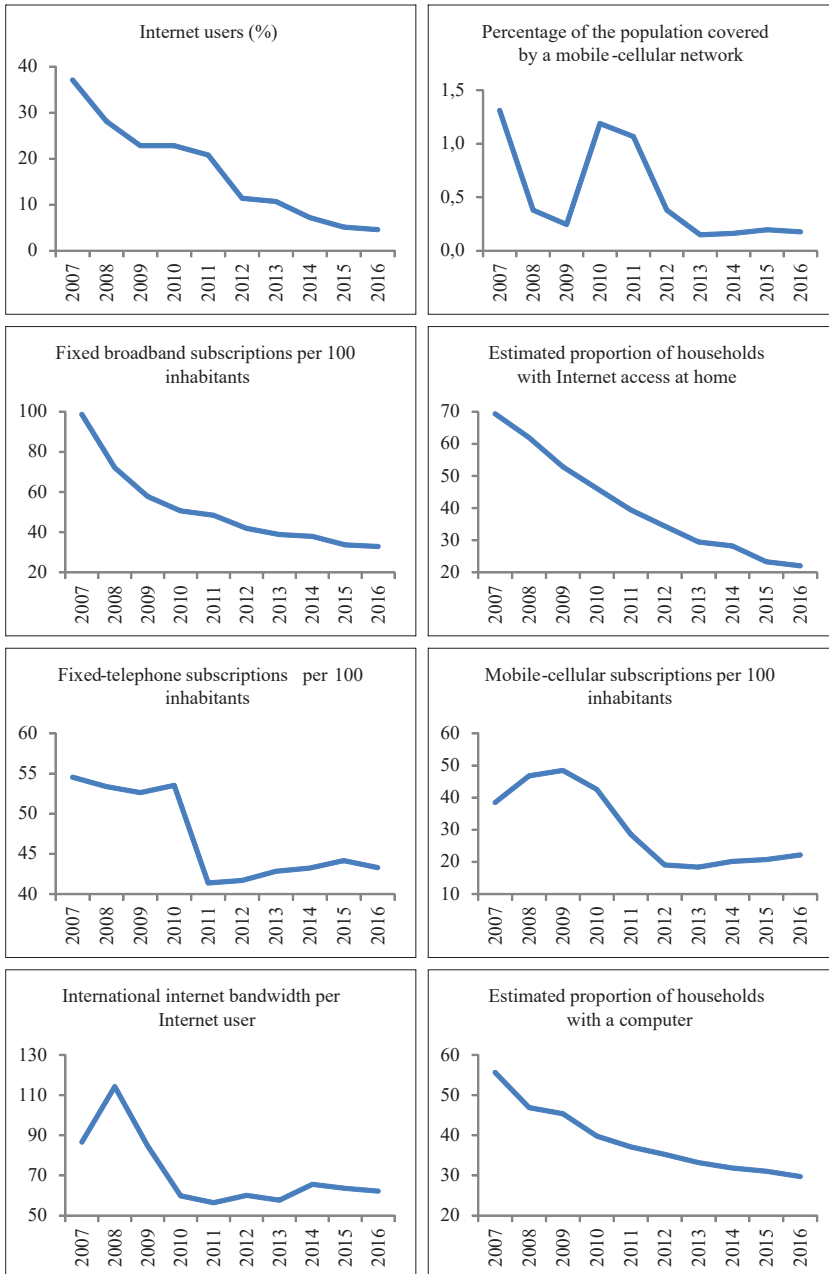 Internet users (%)
40
30
20
10
0
2007 2008 2009 2010 2011 2012 2013 2014 2015 2016
Percentage of the population covered
by a mobile-cellular network
1,5
1,0
0,5
0,0
2007 2008 2009 2010 2011 2012 2013 2014 2015 2016
Fixed broadband subscriptions per 100
inhabitants
100
80
60
40
20
2007 2008 2009 2010 2011 2012 2013 2014 2015 2016
Estimated proportion of households
with Internet access at home
70
60
50
40
30
20
2007 2008 2009 2010 2011 2012 2013 2014 2015 2016
Fixed-telephone subscriptions per 100
inhabitants
60
55
50
45
40
2007 2008 2009 2010 2011 2012 2013 2014 2015 2016
Mobile-cellular subscriptions per 100
inhabitants
60
50
40
30
20
10
2007 2008 2009 2010 2011 2012 2013 2014 2015 2016
International internet bandwidth per
Internet user
130
110
90
70
50
2007 2008 2009 2010 2011 2012 2013 2014 2015 2016
Estimated proportion of households
with a computer
60
50
40
30
20
2007 2008 2009 2010 2011 2012 2013 2014 2015 2016